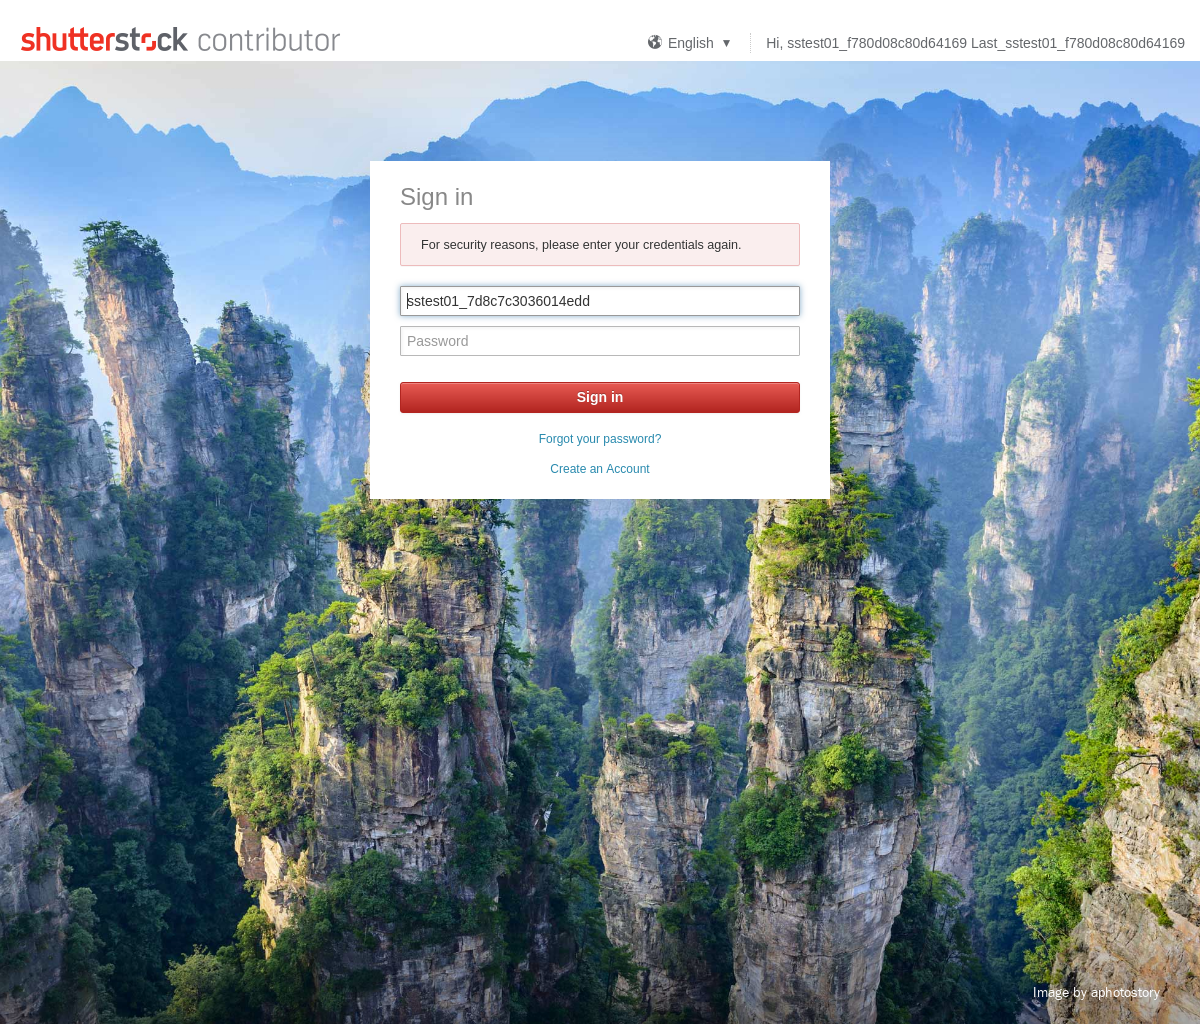 shutterstock contributor
English ▼
Hi, sstest01_f780d08c80d64169 Last_sstest01_f780d08c80d64169
Sign in
For security reasons, please enter your credentials again.
sstest01_7d8c7c3036014edd
Password
Sign in
Forgot your password?
Create an Account
Image by aphotostory